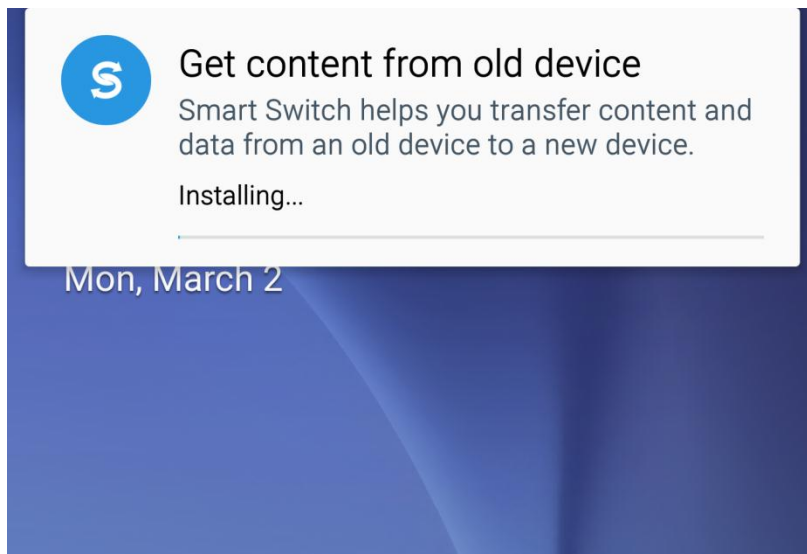 S
Get content from old device
Smart Switch helps you transfer content and
data from an old device to a new device.
Installing...
Mon, March 2